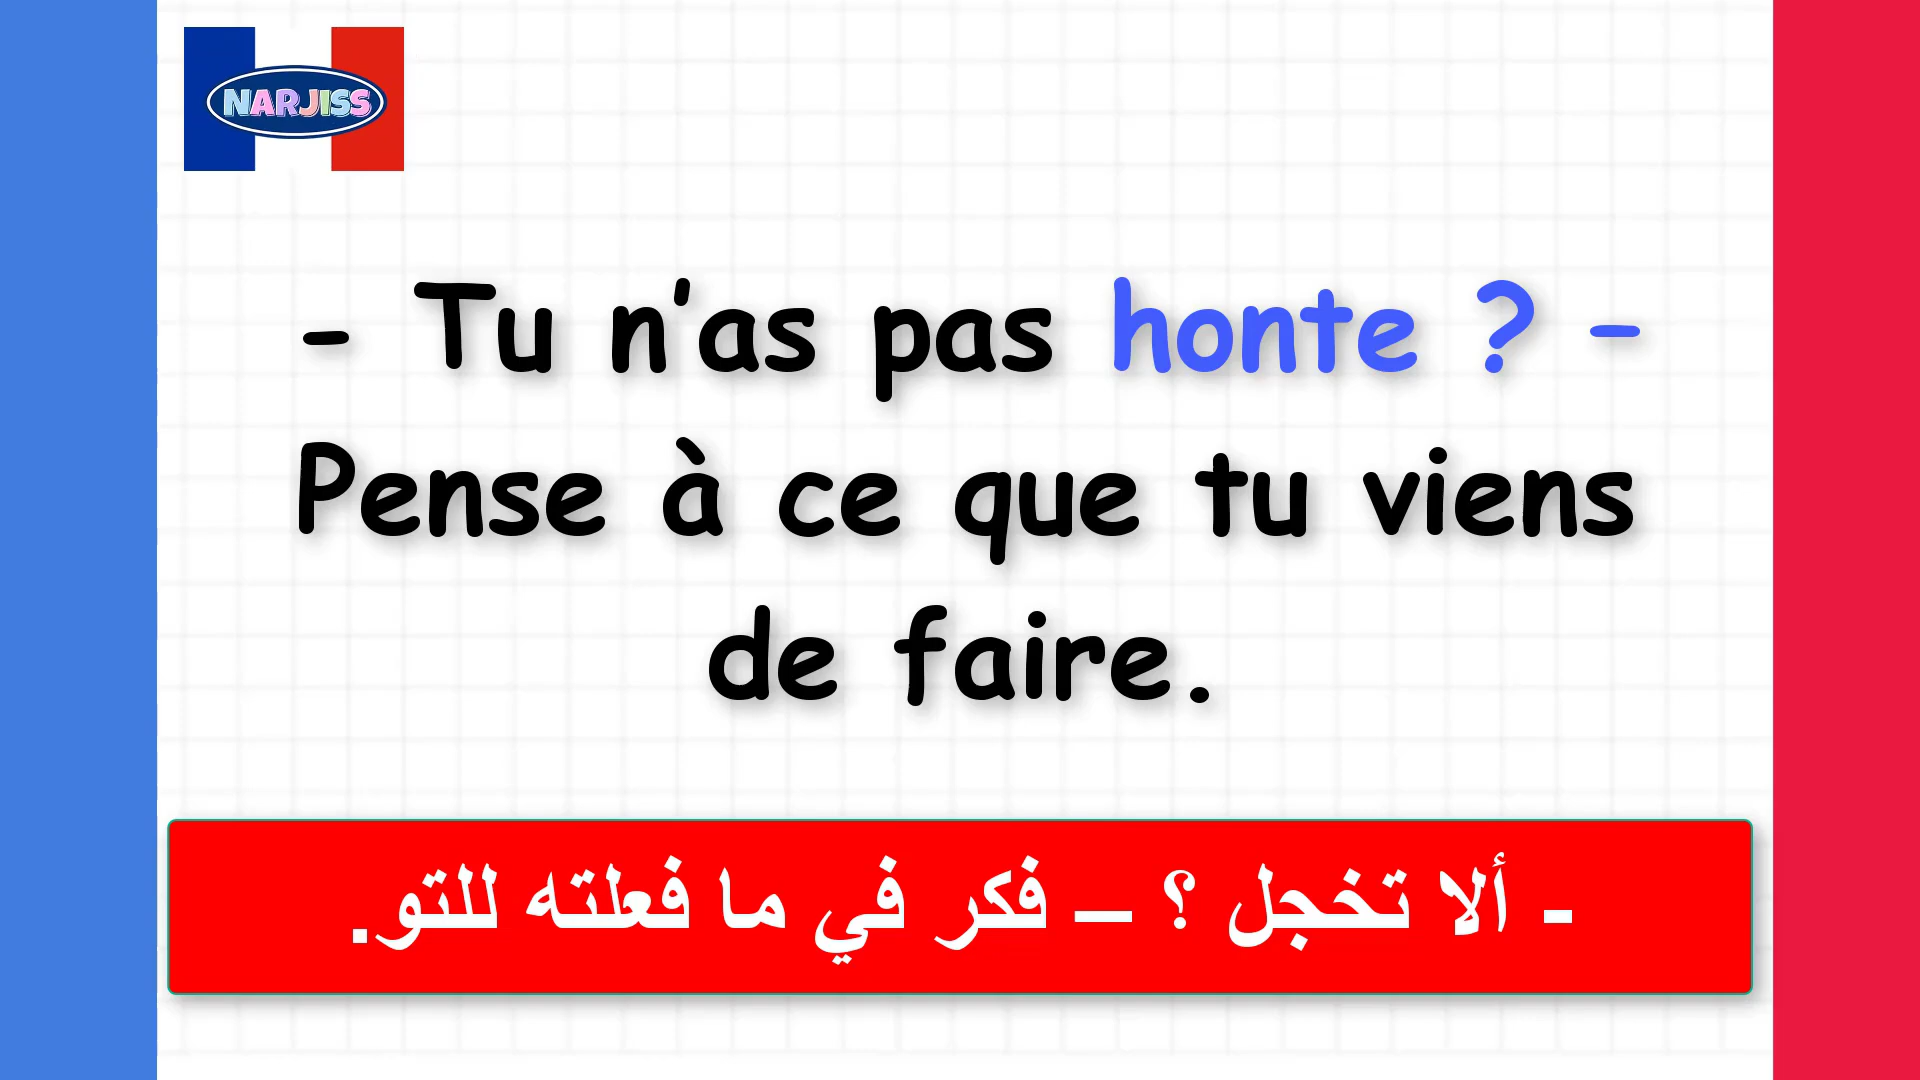 NARJISS
- Tu n’as pas honte ? –
Pense à ce que tu viens
de faire.
- ألا تخجل ؟ – فكر في ما فعلته للتو.